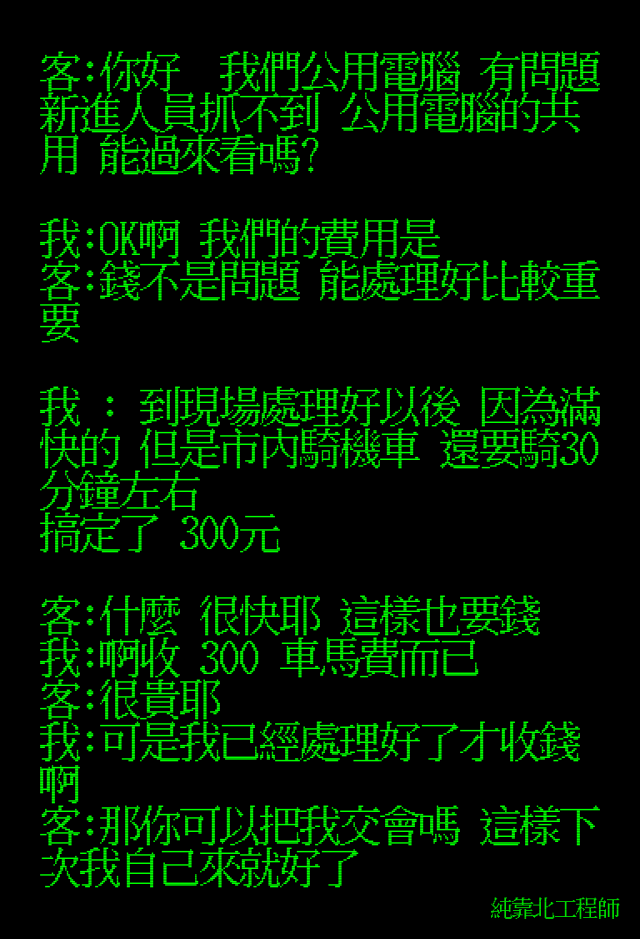 客:你好　我們公用電腦 有問題
新進人員抓不到 公用電腦的共
用 能過來看嗎?
我:OK啊 我們的費用是
客:錢不是問題 能處理好比較重
要
我 : 到現場處理好以後 因為滿
快的 但是市內騎機車 還要騎30
分鐘左右
搞定了 300元
客:什麼 很快耶 這樣也要錢
我:啊收 300 車馬費而已
客:很貴耶
我:可是我已經處理好了才收錢
啊
客:那你可以把我交會嗎 這樣下
次我自己來就好了
純靠北工程師